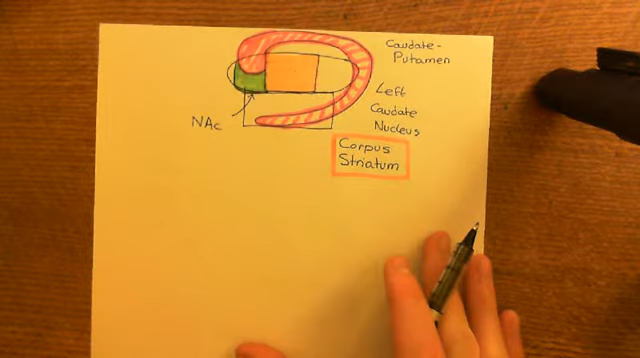 Caudate-
Putamen
Left
Caudate
Nucleus
NAc
Corpus
Striatum